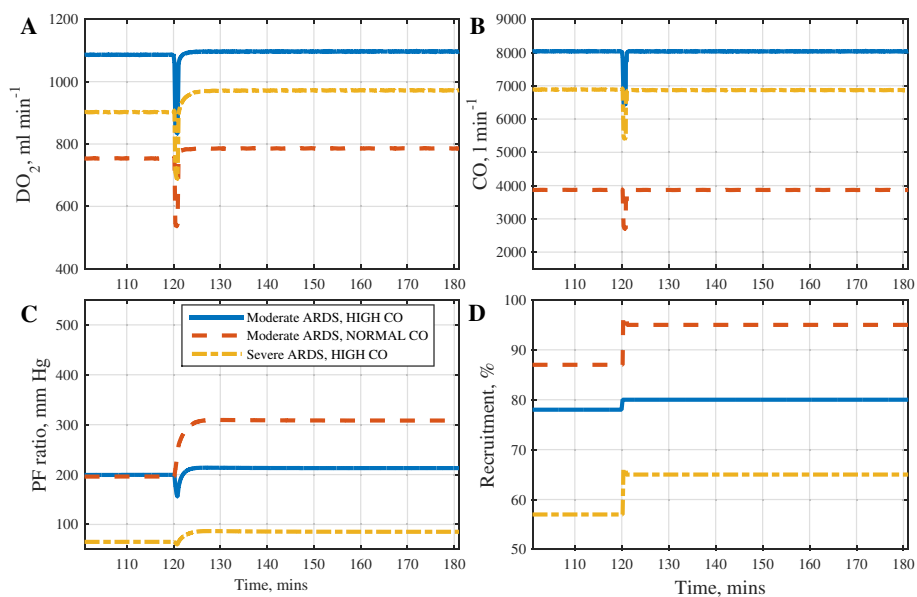 A
DO2, ml min-1
1200
1000
800
600
400
110 120 130 140 150 160 170 180
B
CO, l min-1
9000
8000
7000
6000
5000
4000
3000
2000
110 120 130 140 150 160 170 180
C
PF ratio, mm Hg
500
400
300
200
100
Moderate ARDS, HIGH CO
Moderate ARDS, NORMAL CO
Severe ARDS, HIGH CO
110 120 130 140 150 160 170 180
Time, mins
D
Recruitment, %
100
90
80
70
60
50
110 120 130 140 150 160 170 180
Time, mins